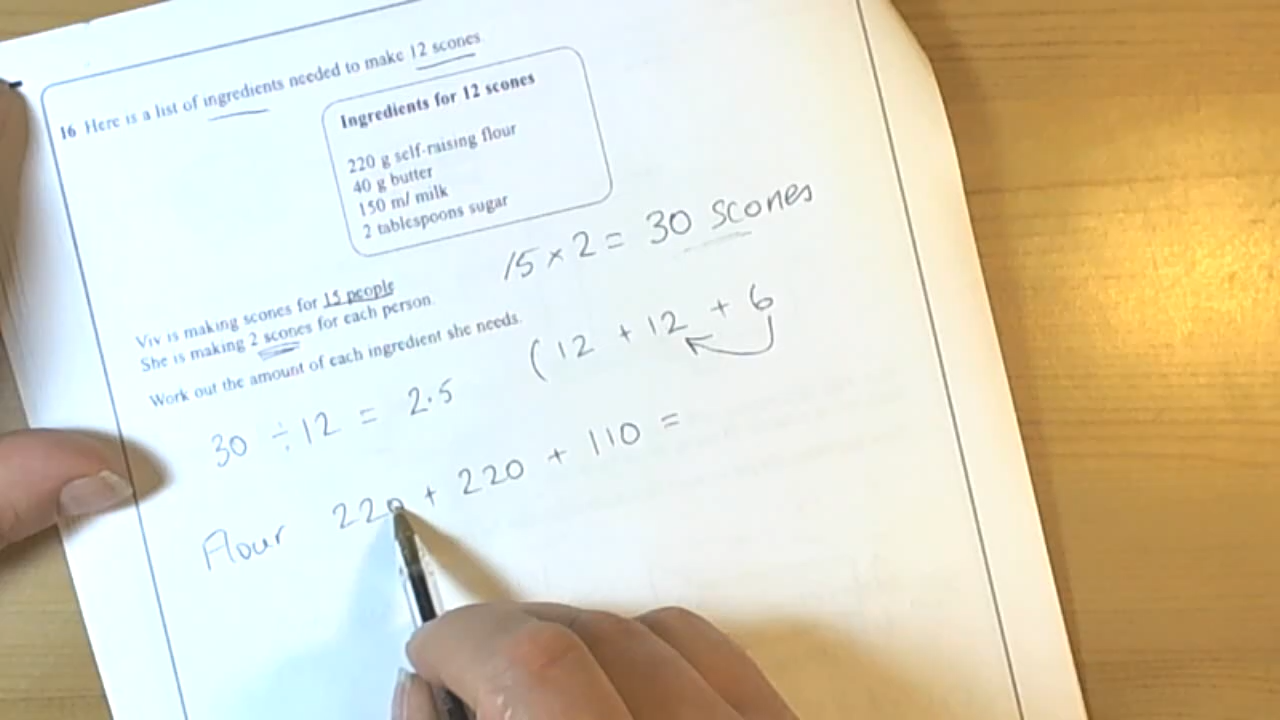 16 Here is a list of ingredients needed to make 12 scones.
Ingredients for 12 scones
220 g self-raising flour
40 g butter
150 ml milk
2 tablespoons sugar
15 × 2 = 30 scones
Viv is making scones for 15 people
She is making 2 scones for each person.
Work out the amount of each ingredient she needs.
(12 + 12 + 6
30 ÷ 12 = 2.5
Flour 220 + 220 + 110 =